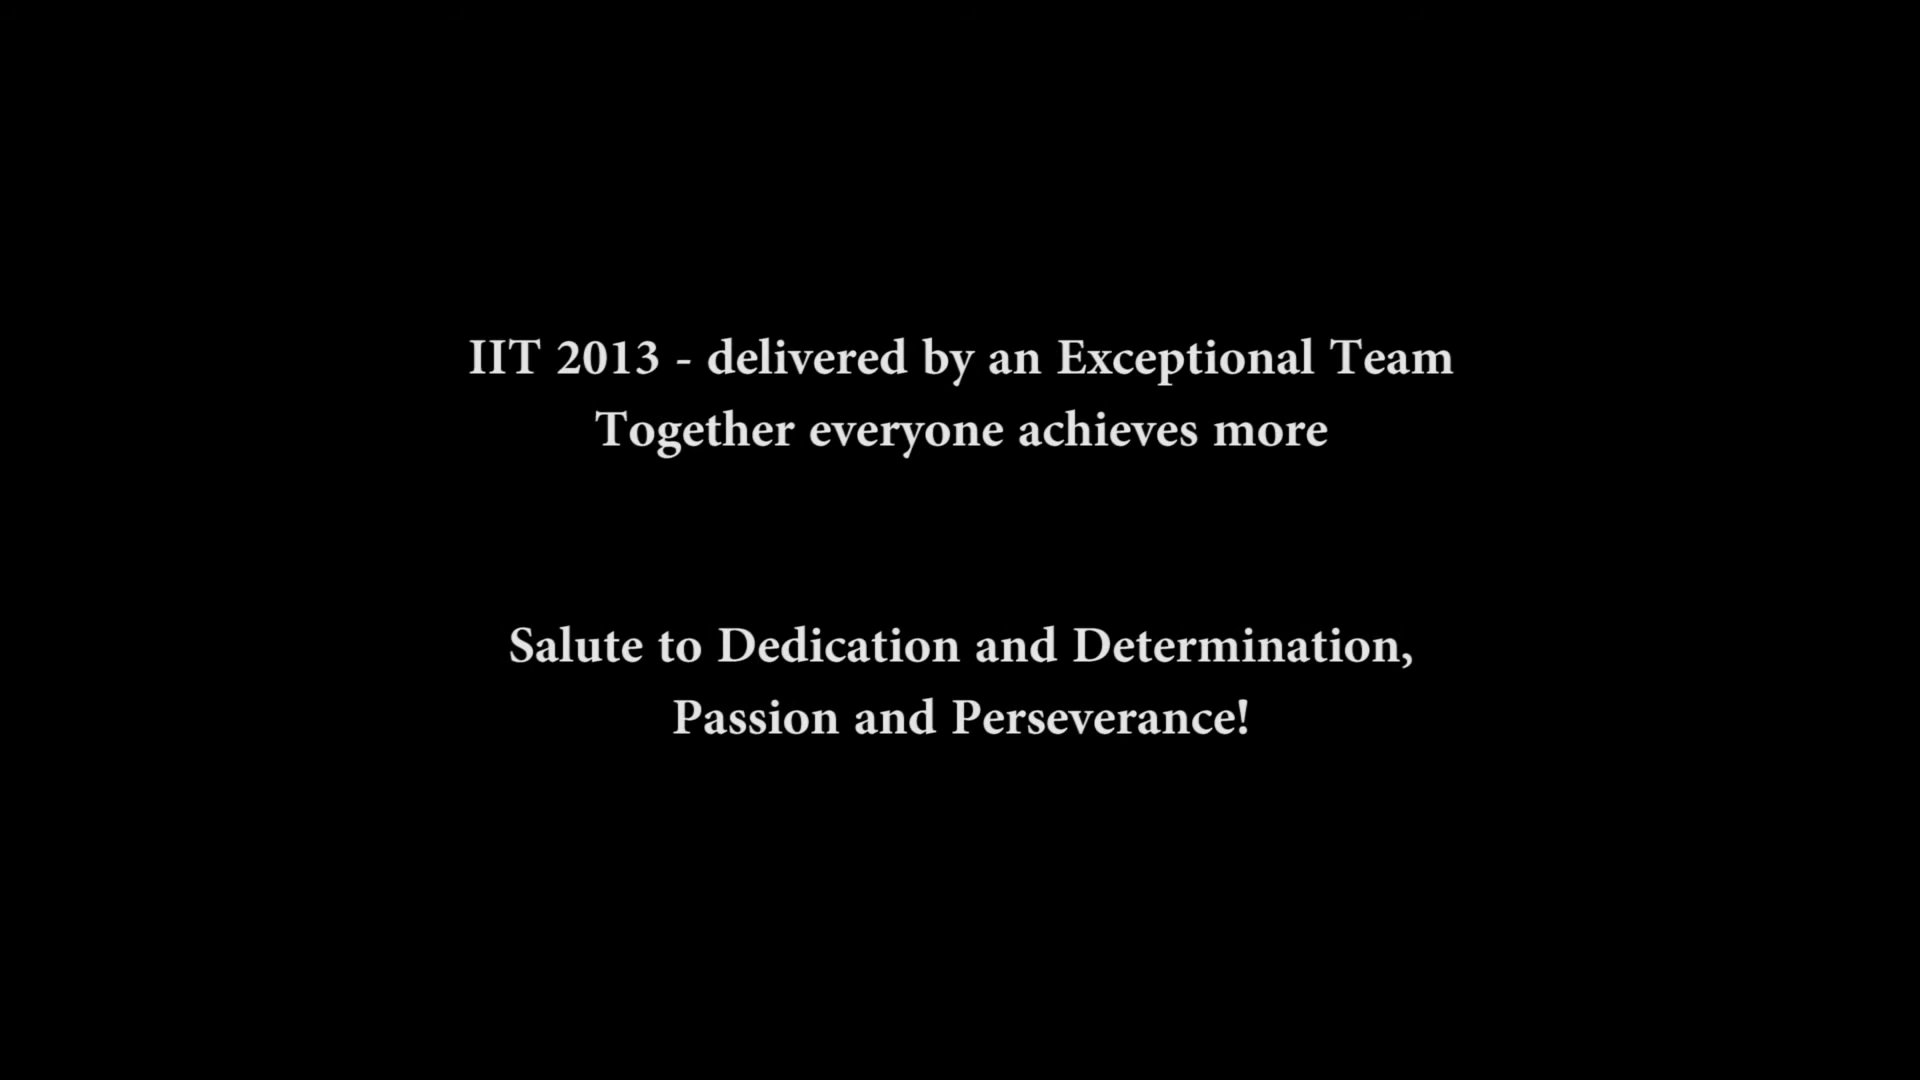 IIT 2013 - delivered by an Exceptional Team
Together everyone achieves more
Salute to Dedication and Determination,
Passion and Perseverance!